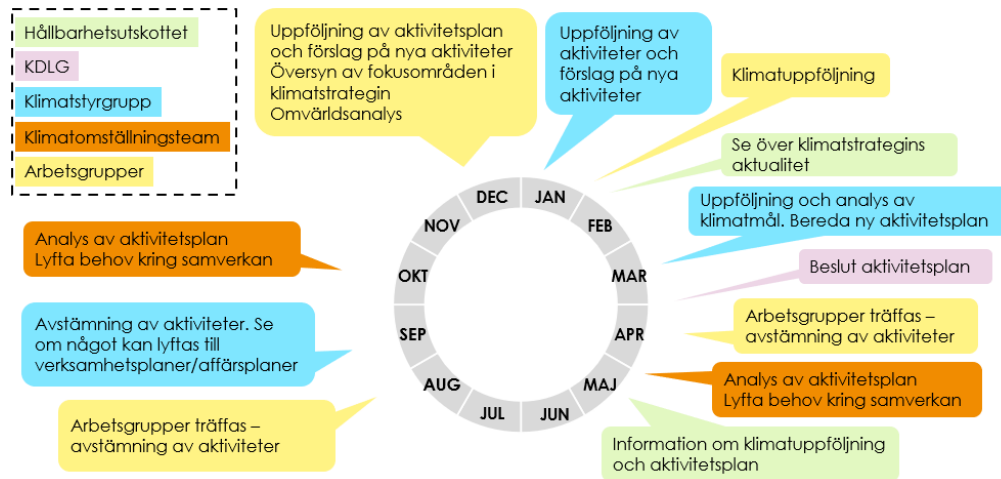 Hållbarhetsutskottet
KDLG
Klimatstyrgrupp
Klimatomställningsteam
Arbetsgrupper
Uppföljning av aktivitetsplan
och förslag på nya aktiviteter
Översyn av fokusområden i
klimatstrategin
Omvärldsanalys
Uppföljning av
aktiviteter och
förslag på nya
aktiviteter
Klimatuppföljning
Se över klimatstrategins
aktualitet
Uppföljning och analys av
klimatmål. Bereda ny aktivitetsplan
Beslut aktivitetsplan
Arbetsgrupper träffas –
avstämning av aktiviteter
Analys av aktivitetsplan
Lyfta behov kring samverkan
Information om klimatuppföljning
och aktivitetsplan
Arbetsgrupper träffas –
avstämning av aktiviteter
Avstämning av aktiviteter. Se
om något kan lyftas till
verksamhetsplaner/affärsplaner
Analys av aktivitetsplan
Lyfta behov kring samverkan
JAN
FEB
MAR
APR
MAJ
JUN
JUL
AUG
SEP
OKT
NOV
DEC